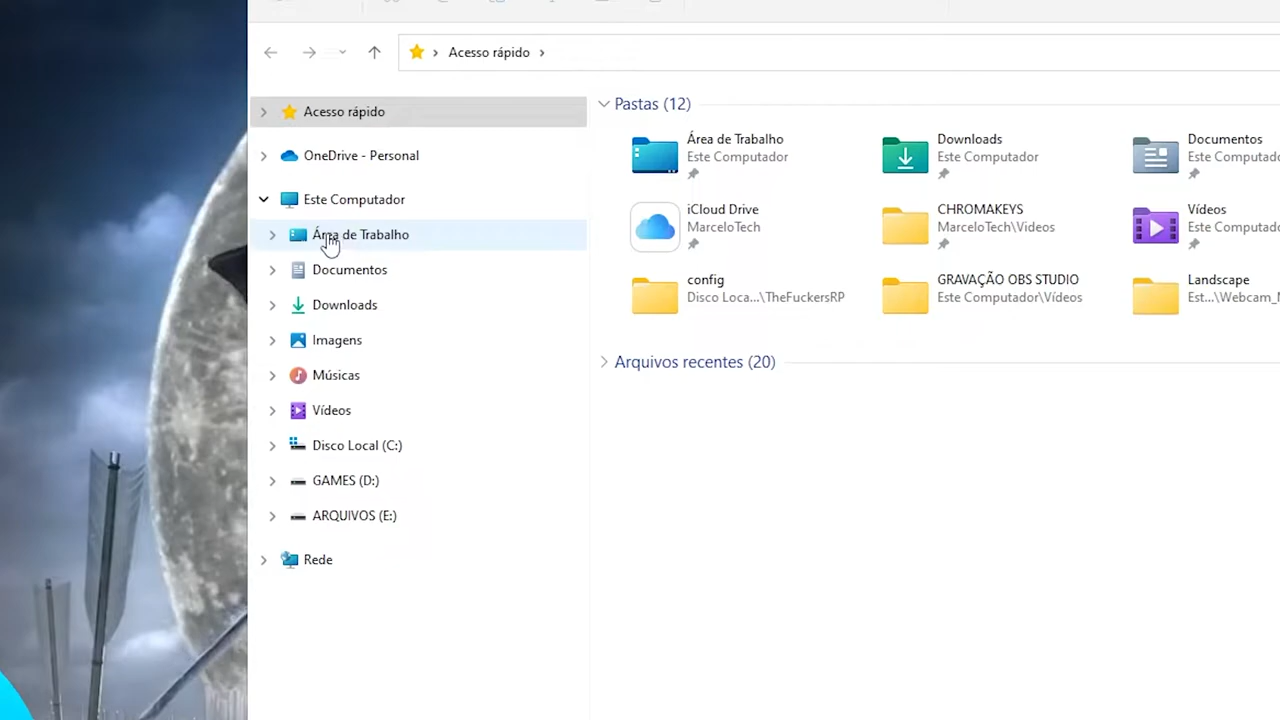 Acesso rápido
Acesso rápido
OneDrive - Personal
Este Computador
Área de Trabalho
Documentos
Downloads
Imagens
Músicas
Vídeos
Disco Local (C:)
GAMES (D:)
ARQUIVOS (E:)
Rede
Pastas (12)
Área de Trabalho
Este Computador
Downloads
Este Computador
Documentos
Este Computado
iCloud Drive
MarceloTech
CHROMAKEYS
MarceloTech\Videos
Vídeos
Este Computado
config
Disco Loca...\TheFuckersRP
GRAVAÇÃO OBS STUDIO
Este Computador\Vídeos
Landscape
Est...\Webcam_
Arquivos recentes (20)